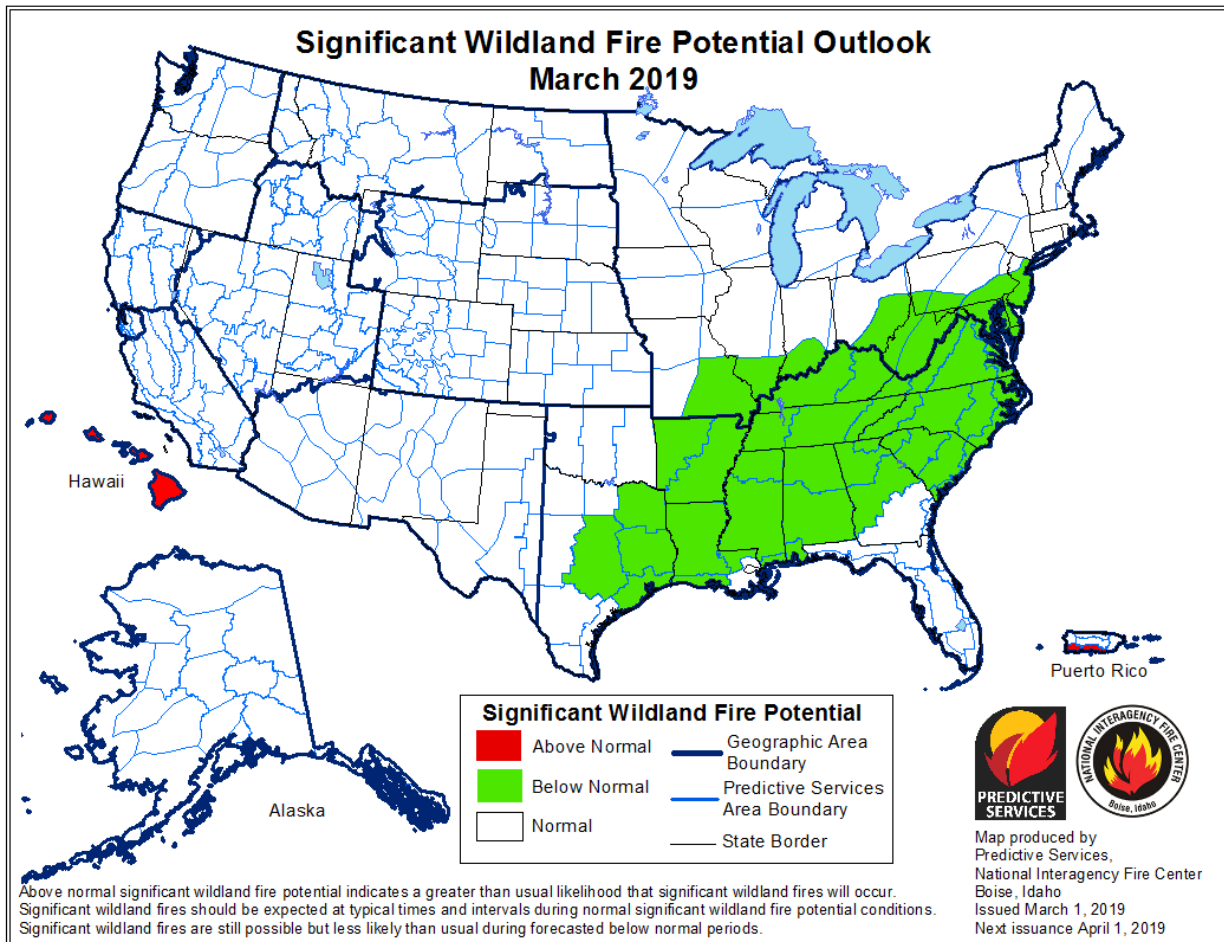 Significant Wildland Fire Potential Outlook
March 2019
Hawaii
Puerto Rico
Alaska
Significant Wildland Fire Potential
Above Normal
Below Normal
Normal
Geographic Area
Boundary
Predictive Services
Area Boundary
State Border
PREDICTIVE
SERVICES
NATIONAL INTERAGENCY FIRE CENTER
Boise, Idaho
Map produced by
Predictive Services,
National Interagency Fire Center
Boise, Idaho
Issued March 1, 2019
Next issuance April 1, 2019
Above normal significant wildland fire potential indicates a greater than usual likelihood that significant wildland fires will occur.
Significant wildland fires should be expected at typical times and intervals during normal significant wildland fire potential conditions.
Significant wildland fires are still possible but less likely than usual during forecasted below normal periods.